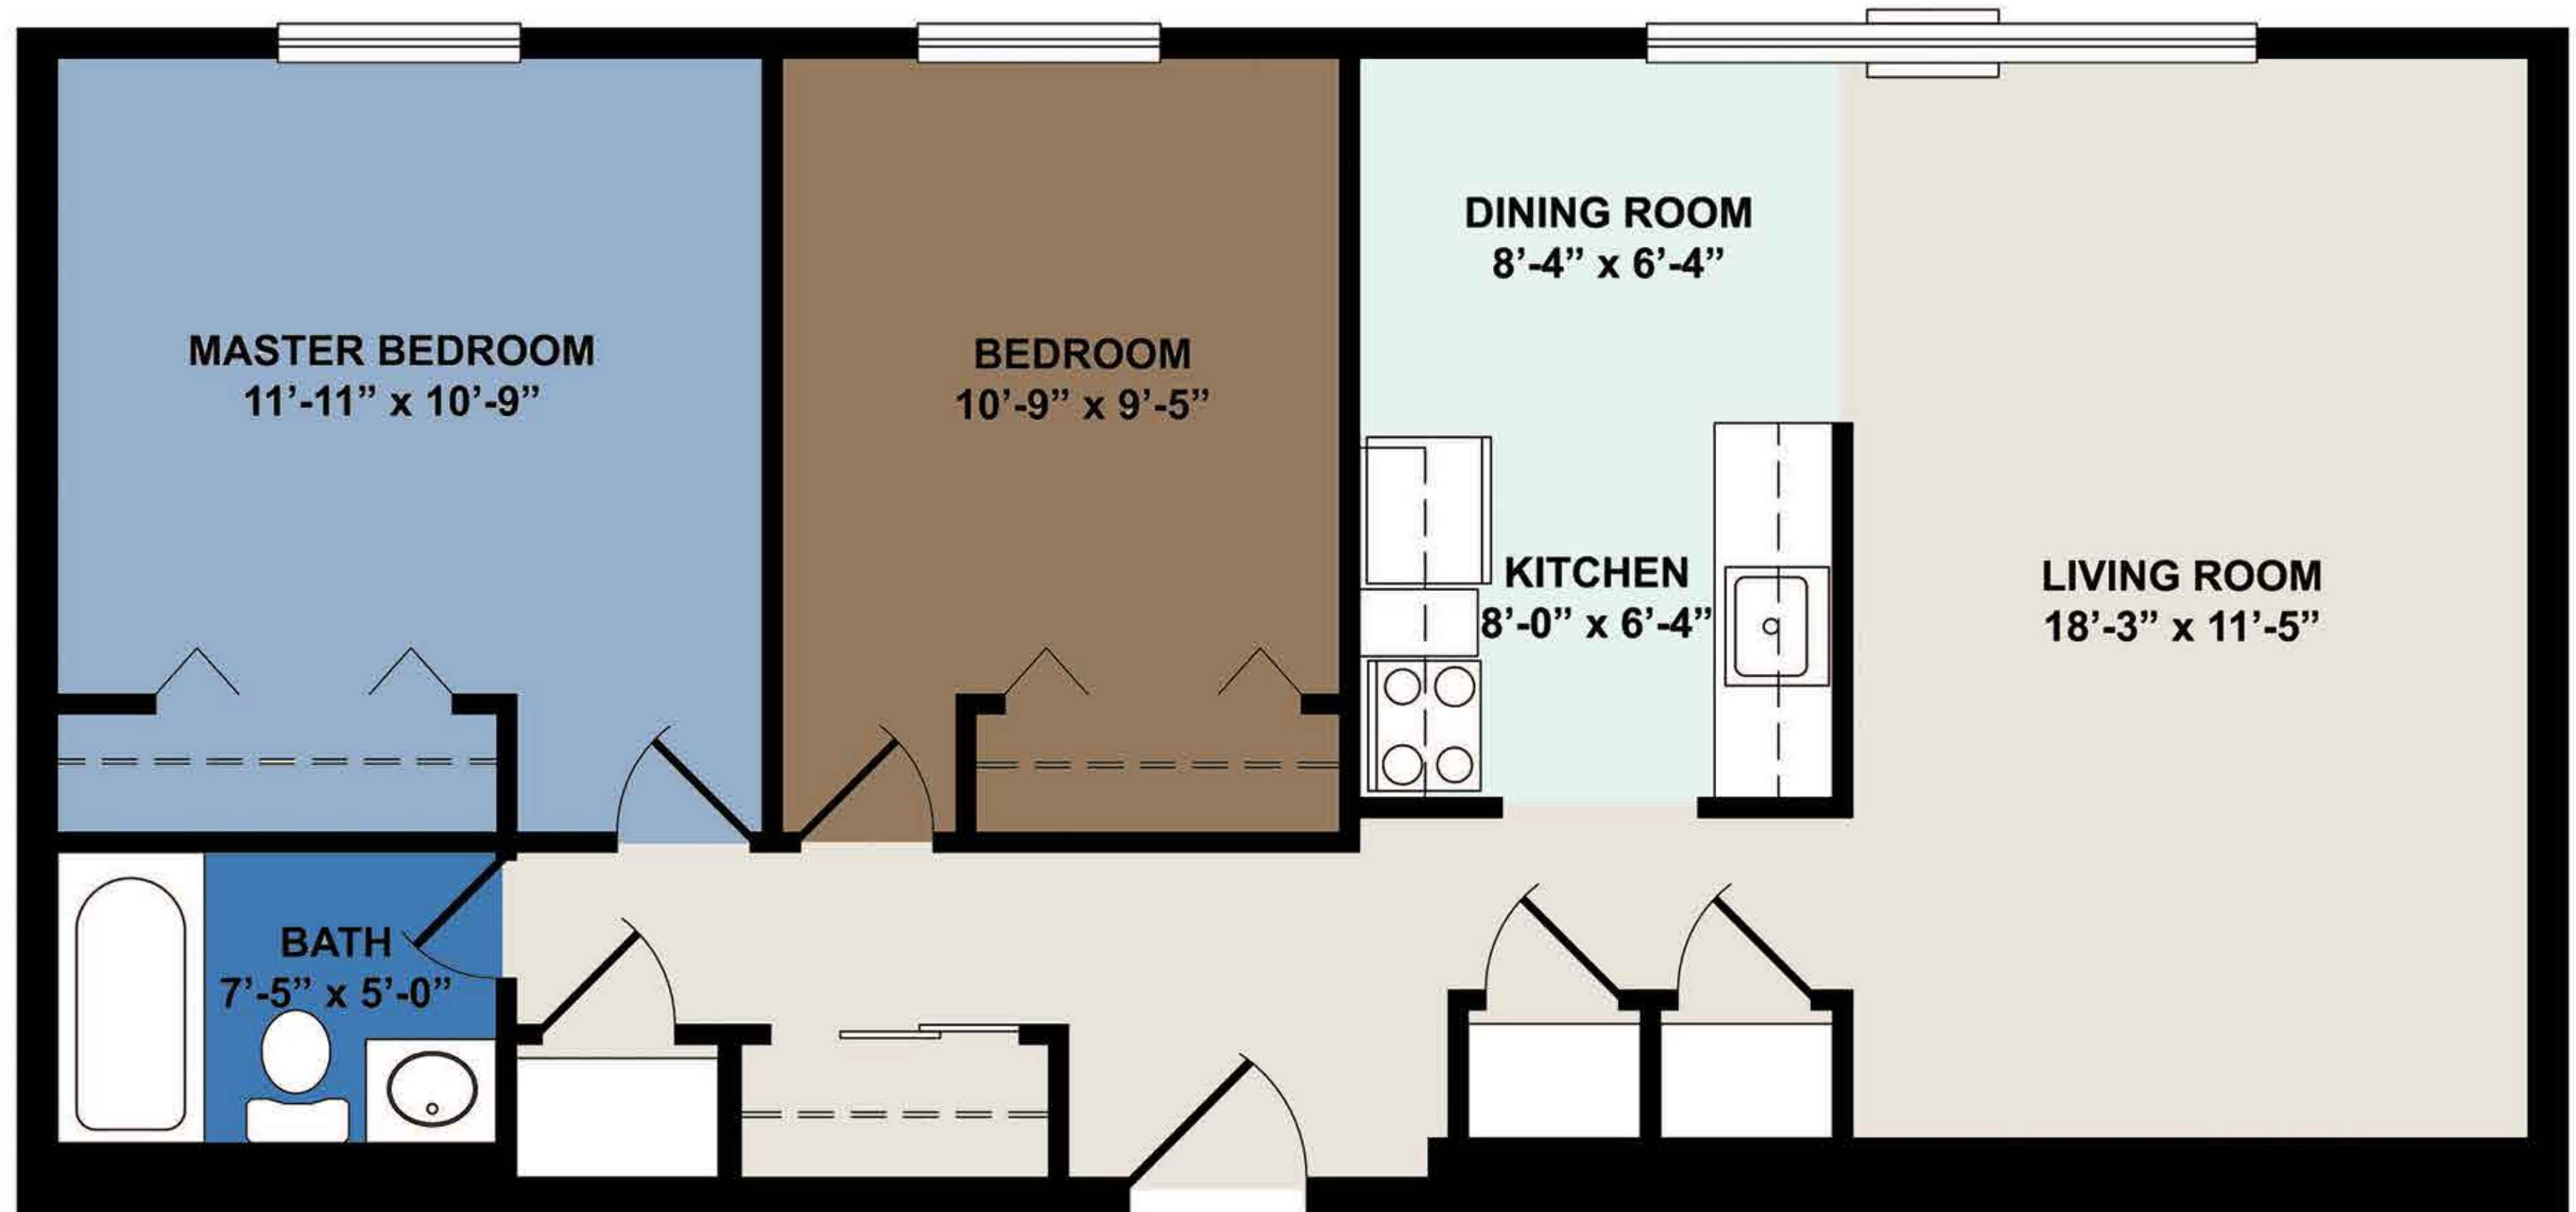 MASTER BEDROOM
11’-11” x 10’-9”
BEDROOM
10’-9” x 9’-5”
DINING ROOM
8’-4” x 6’-4”
KITCHEN
8’-0” x 6’-4”
LIVING ROOM
18’-3” x 11’-5”
BATH
7’-5” x 5’-0”